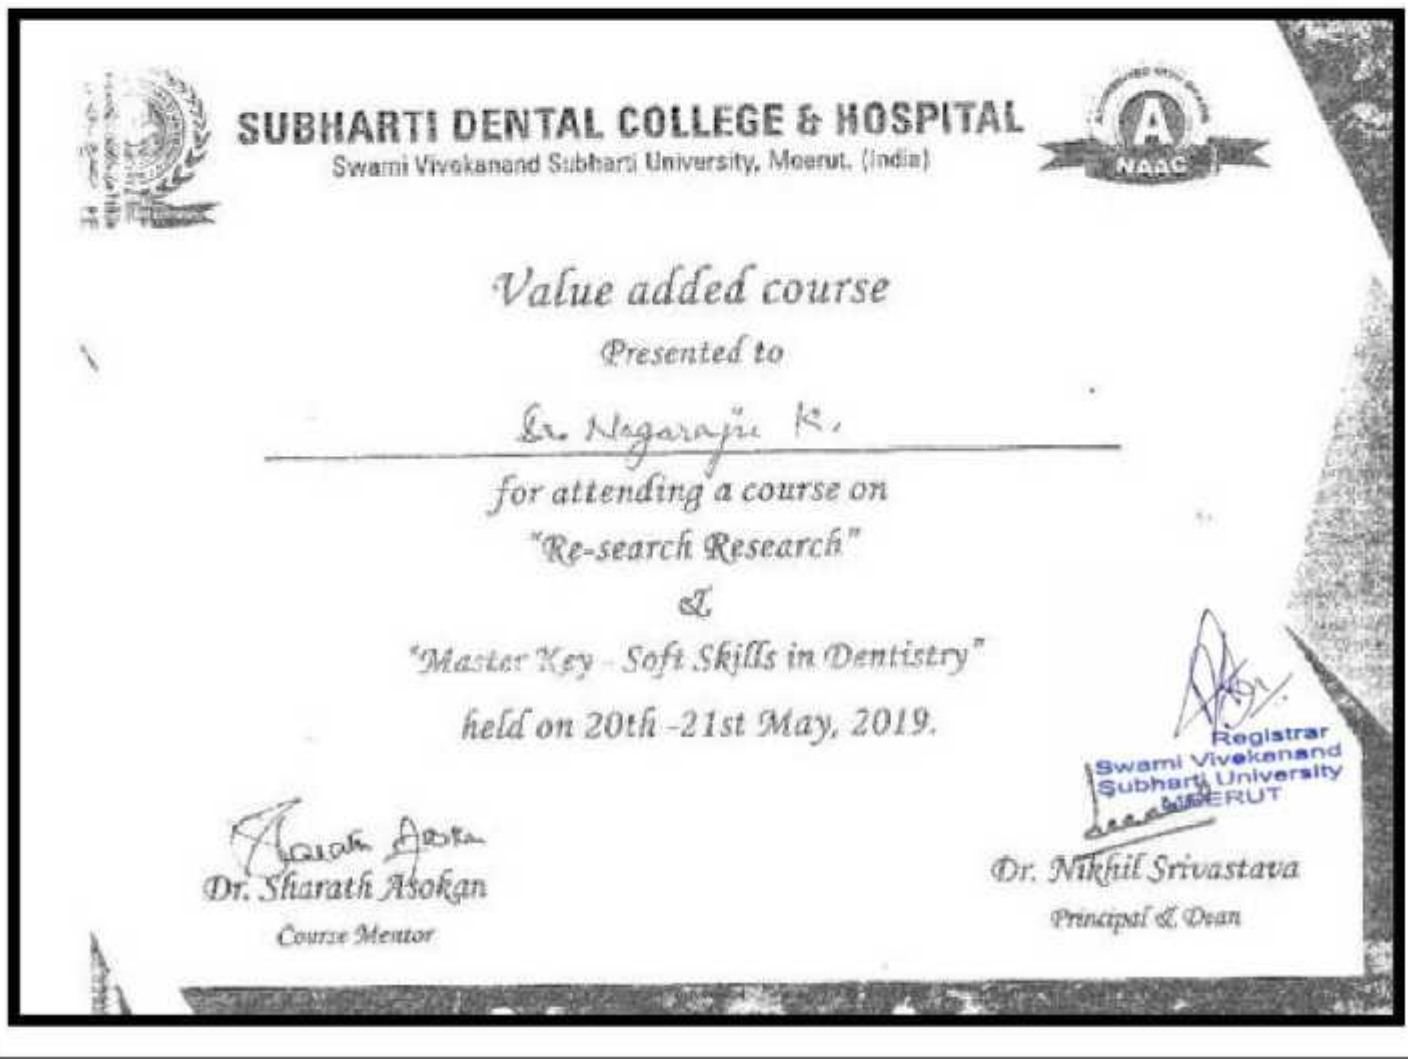 SUBHARTI DENTAL COLLEGE & HOSPITAL
Swami Vivekanand Subharti University, Meerut. (India)
A
NAAC
Value added course
Presented to
Dr. Nagaraju K.
for attending a course on
"Re-search Research"
&
"Master Key - Soft Skills in Dentistry"
held on 20th -21st May, 2019.
Registrar
Swami Vivekanand
Subharti University
MEERUT
Sharath Asokan
Dr. Sharath Asokan
Course Mentor
Dr. Nikhil Srivastava
Principal & Dean